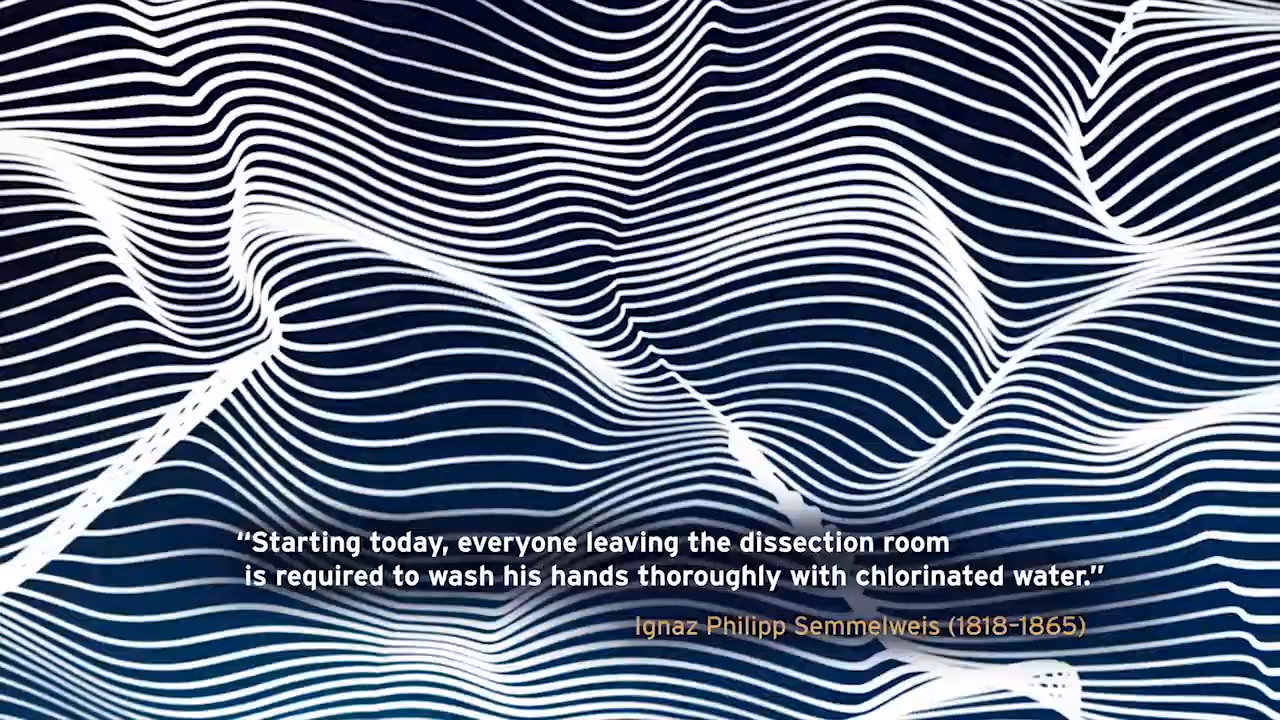 “Starting today, everyone leaving the dissection room
is required to wash his hands thoroughly with chlorinated water.”
Ignaz Philipp Semmelweis (1818–1865)